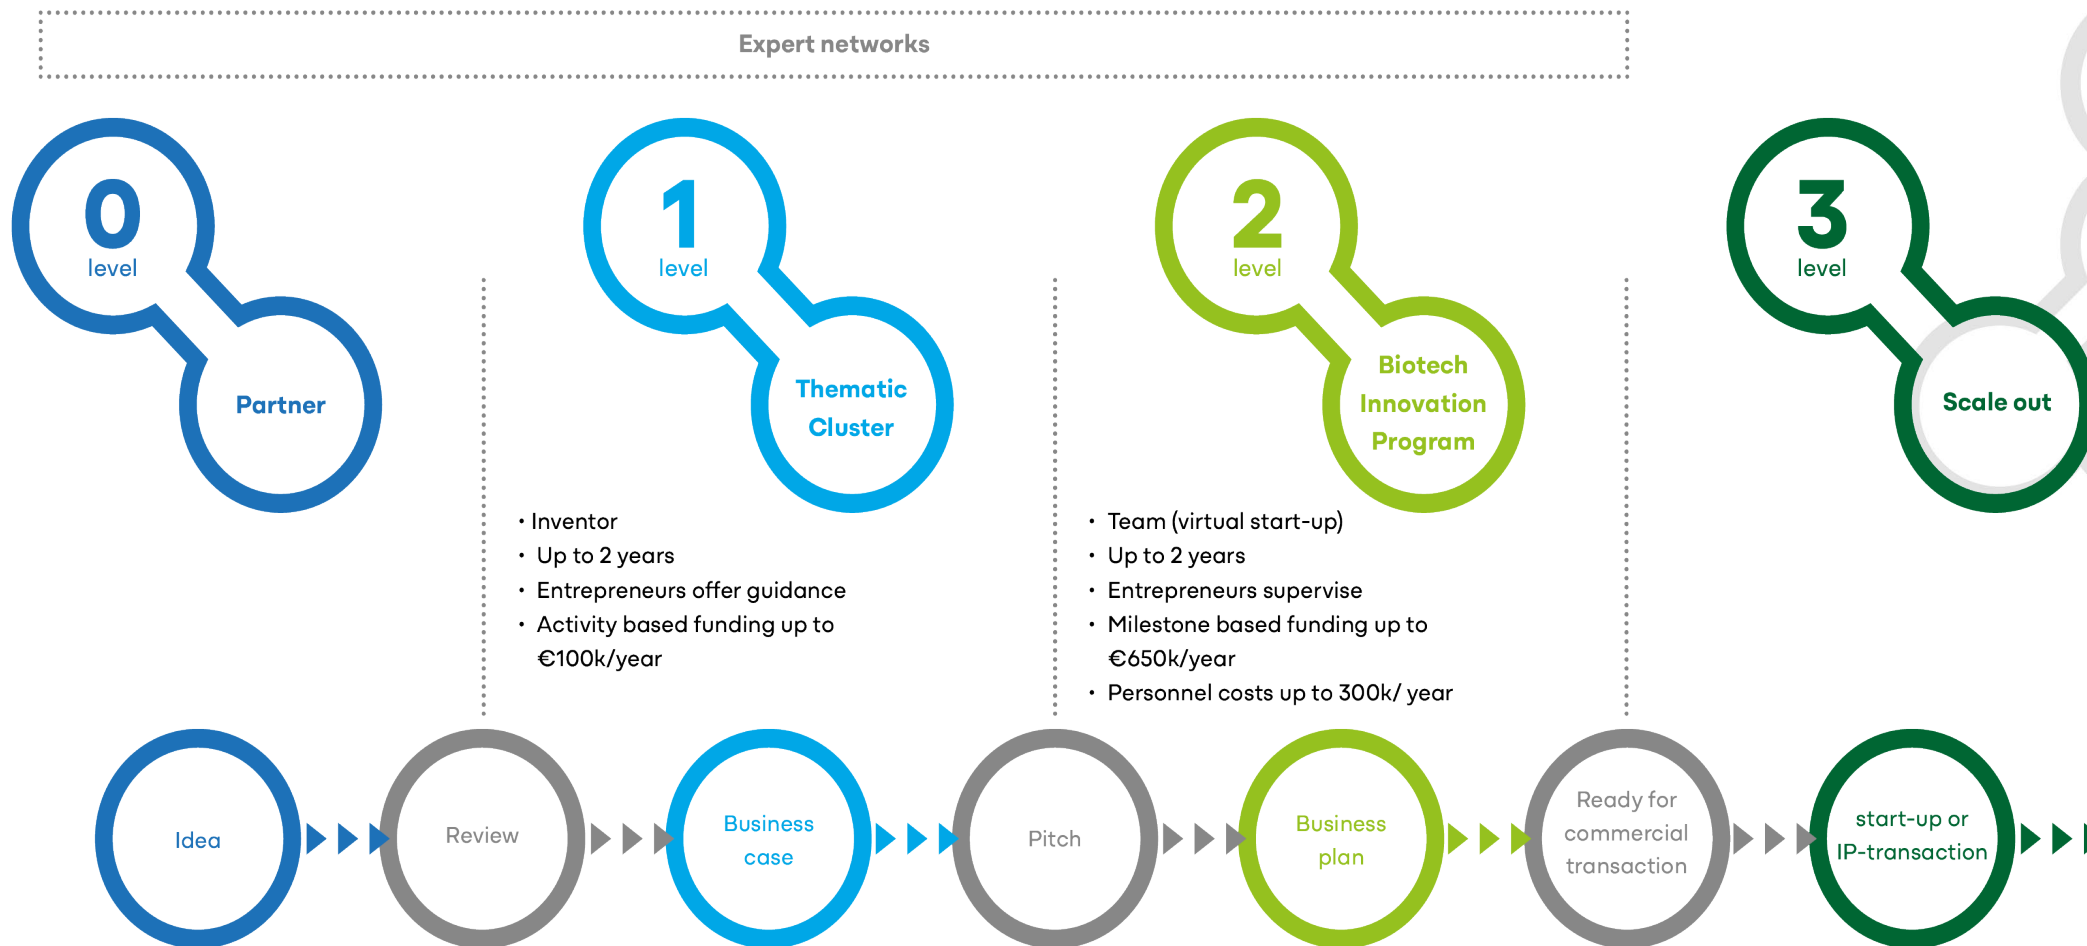 Expert networks
0
level
Partner
1
level
Thematic
Cluster
2
level
Biotech
Innovation
Program
3
level
Scale out
• Inventor
• Up to 2 years
• Entrepreneurs offer guidance
• Activity based funding up to
€100k/year
• Team (virtual start-up)
• Up to 2 years
• Entrepreneurs supervise
• Milestone based funding up to
€650k/year
• Personnel costs up to 300k/ year
Idea
Review
Business
case
Pitch
Business
plan
Ready for
commercial
transaction
start-up or
IP-transaction